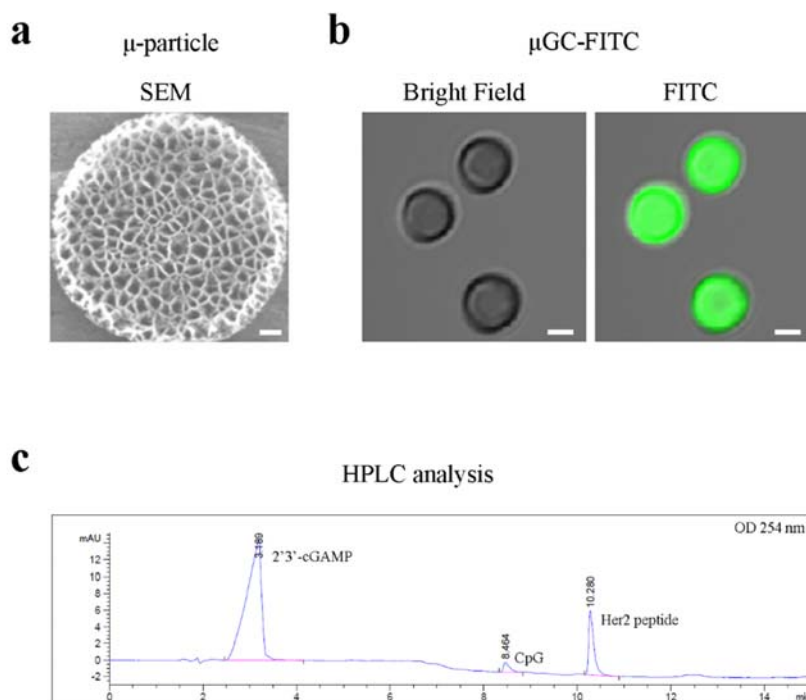 a
μ-particle
SEM
b
μGC-FITC
Bright Field
FITC
c
HPLC analysis
OD 254 nm
mAU
12
10
8
6
4
2
0
-2
3.189
2’3’-cGAMP
8.464
CpG
10.280
Her2 peptide
0
2
4
6
8
10
12
14